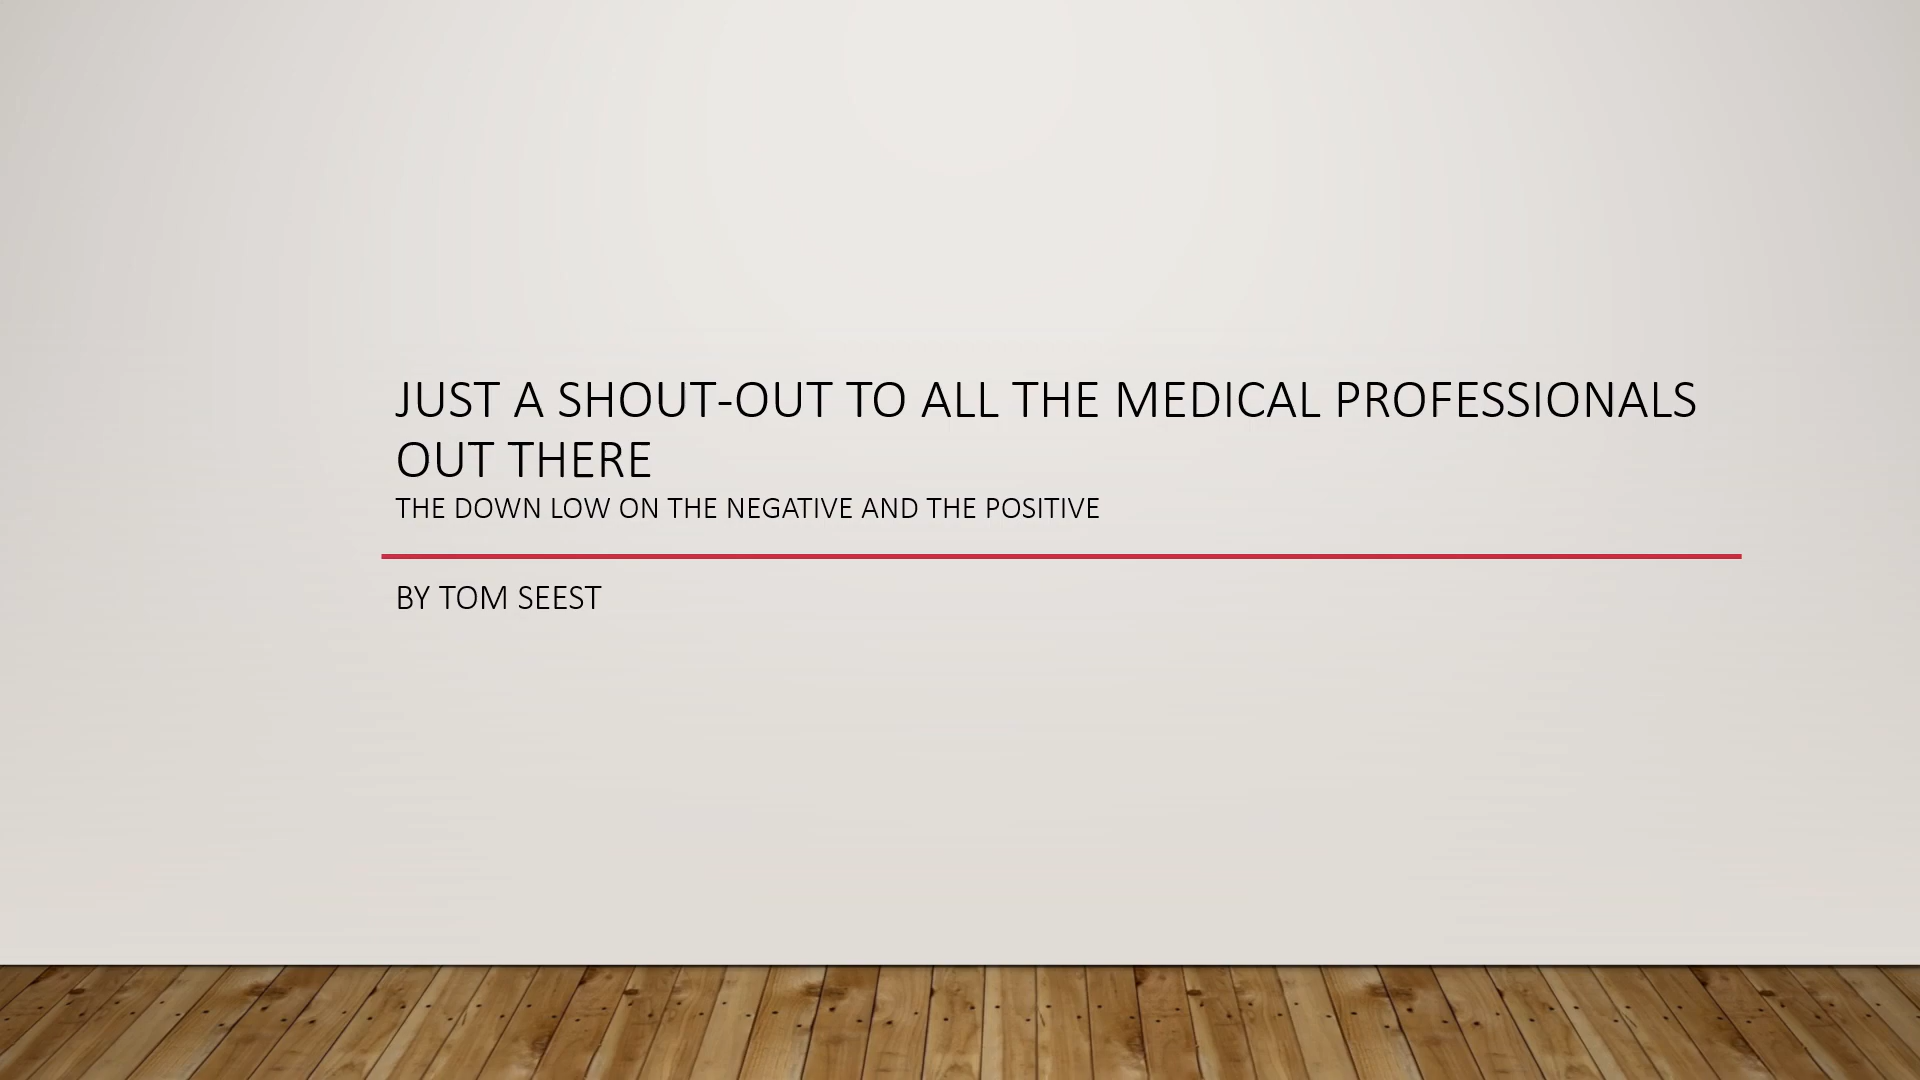 JUST A SHOUT-OUT TO ALL THE MEDICAL PROFESSIONALS
OUT THERE
THE DOWN LOW ON THE NEGATIVE AND THE POSITIVE
BY TOM SEEST